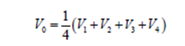 V₀ = 1/4 (V₁ + V₂ + V₃ + V₄)